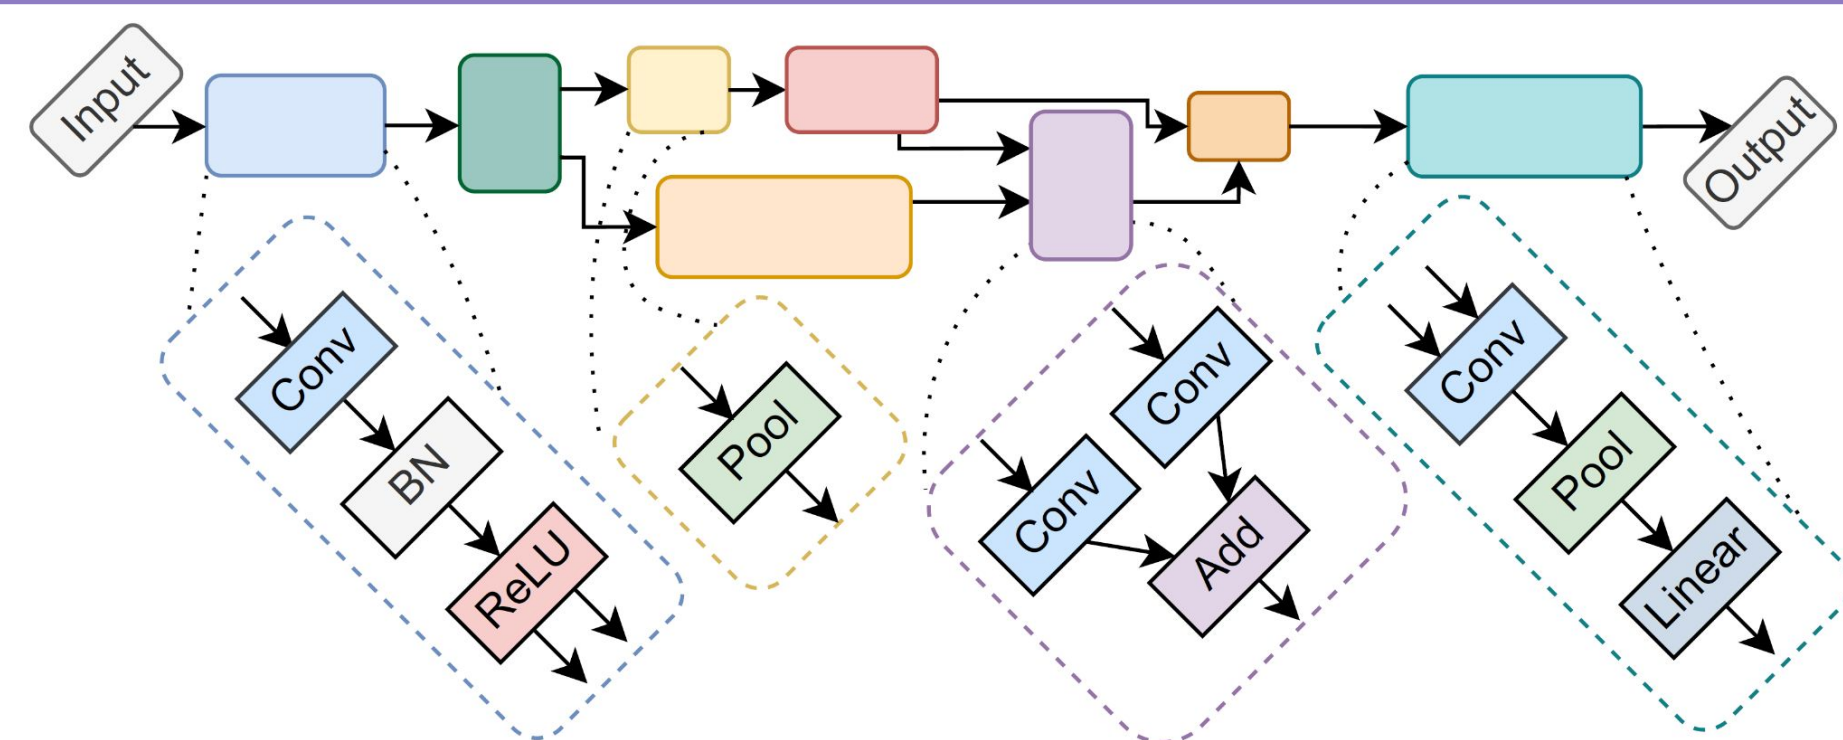 Input
Output
Conv
BN
ReLU
Pool
Conv
Conv
Add
Conv
Pool
Linear